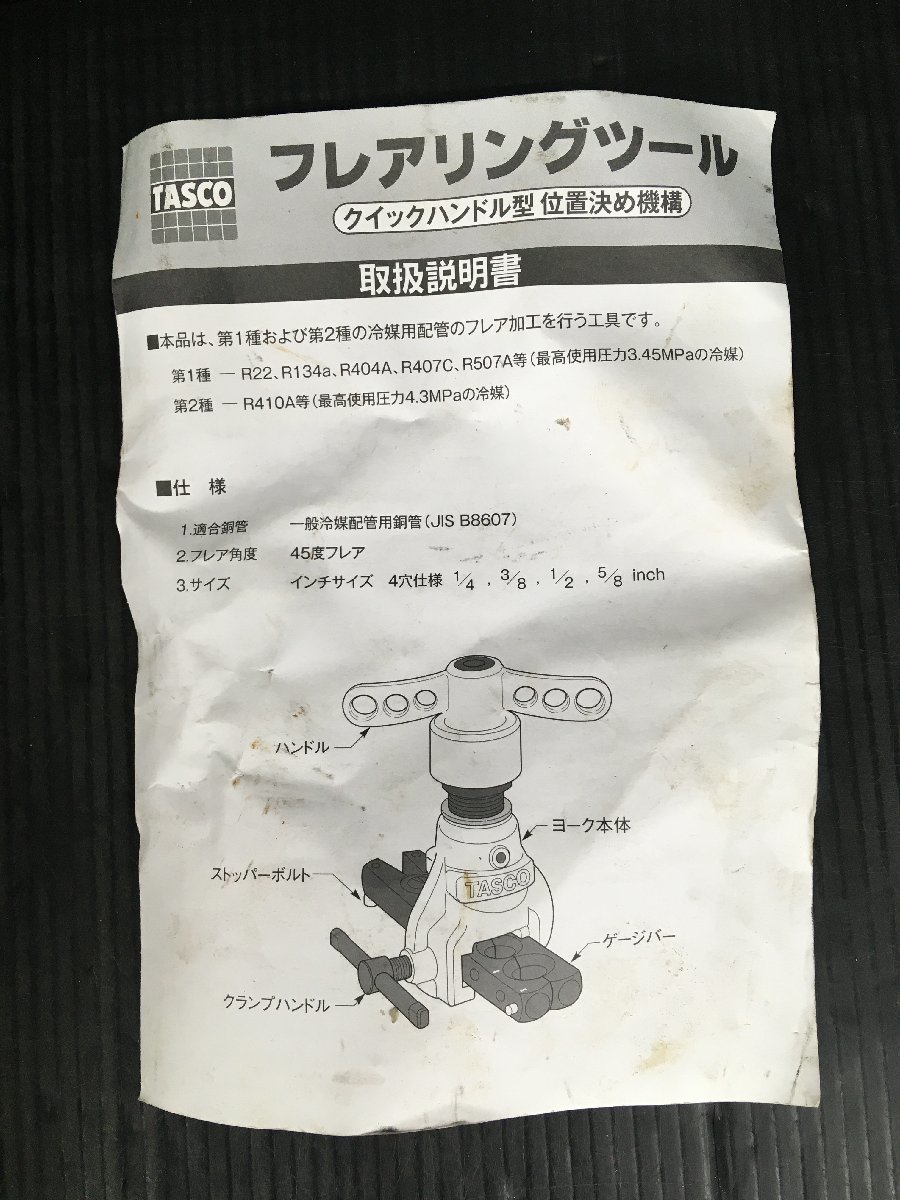 TASCO
フレアリングツール
クイックハンドル型 位置決め機構
取扱説明書
■本品は、第1種および第2種の冷媒用配管のフレア加工を行う工具です。
第1種 ― R22、R134a、R404A、R407C、R507A等(最高使用圧力3.45MPaの冷媒)
第2種 ― R410A等(最高使用圧力4.3MPaの冷媒)
■仕 様
1.適合銅管 一般冷媒配管用銅管(JIS B8607)
2.フレア角度 45度フレア
3.サイズ インチサイズ 4穴仕様 1/4 , 3/8 , 1/2 , 5/8 inch
ハンドル
ヨーク本体
ストッパーボルト
TASCO
ゲージバー
クランプハンドル